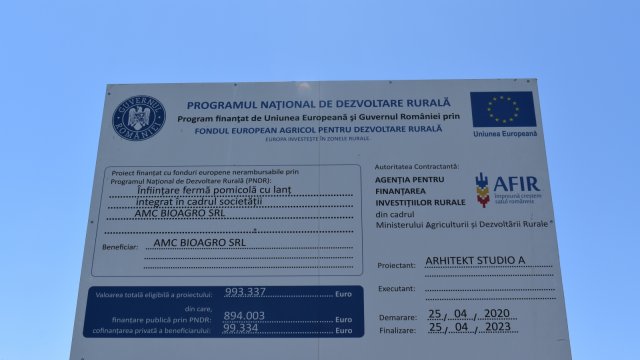 PROGRAMUL NAȚIONAL DE DEZVOLTARE RURALĂ
Program finanțat de Uniunea Europeană și Guvernul României prin
FONDUL EUROPEAN AGRICOL PENTRU DEZVOLTARE RURALĂ
EUROPA INVESTEȘTE ÎN ZONELE RURALE
GUVERNUL ROMÂNIEI
Uniunea Europeană
Proiect finanțat cu fonduri europene nerambursabile prin
Programul Național de Dezvoltare Rurală (PNDR):
Înființare fermă pomicolă cu lanț
integrat în cadrul societății
AMC BIOAGRO SRL
Beneficiar: AMC BIOAGRO SRL
Valoarea totală eligibilă a proiectului: 993.337 Euro
din care,
finanțare publică prin PNDR: 894.003 Euro
cofinanțarea privată a beneficiarului: 99.334 Euro
Autoritatea Contractantă:
AGENȚIA PENTRU
FINANȚAREA
INVESTIȚIILOR RURALE
din cadrul
Ministerului Agriculturii și Dezvoltării Rurale
AFIR
împreună creștem
satul românesc
Proiectant: ARHITEKT STUDIO A
Executant:
Demarare: 25 / 04 / 2020
Finalizare: 25 / 04 / 2023